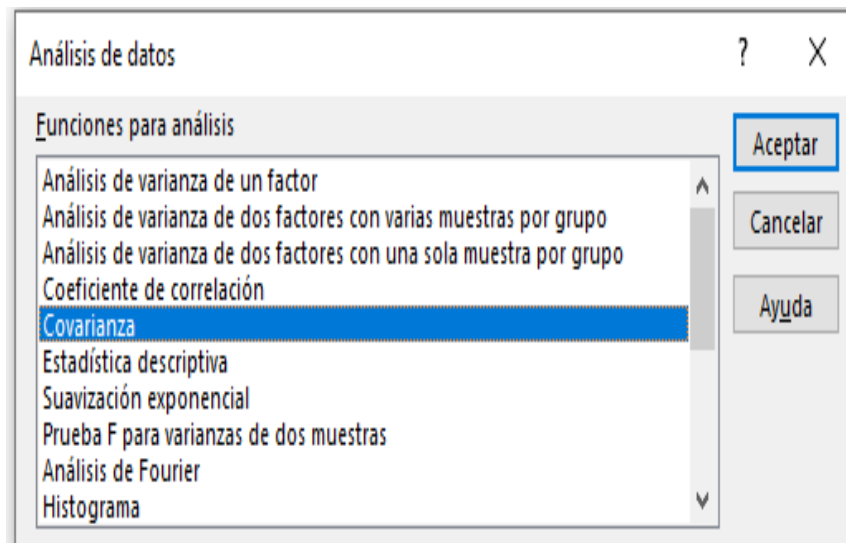 Análisis de datos
?
X
Funciones para análisis
Análisis de varianza de un factor
Análisis de varianza de dos factores con varias muestras por grupo
Análisis de varianza de dos factores con una sola muestra por grupo
Coeficiente de correlación
Covarianza
Estadística descriptiva
Suavización exponencial
Prueba F para varianzas de dos muestras
Análisis de Fourier
Histograma
Aceptar
Cancelar
Ayuda